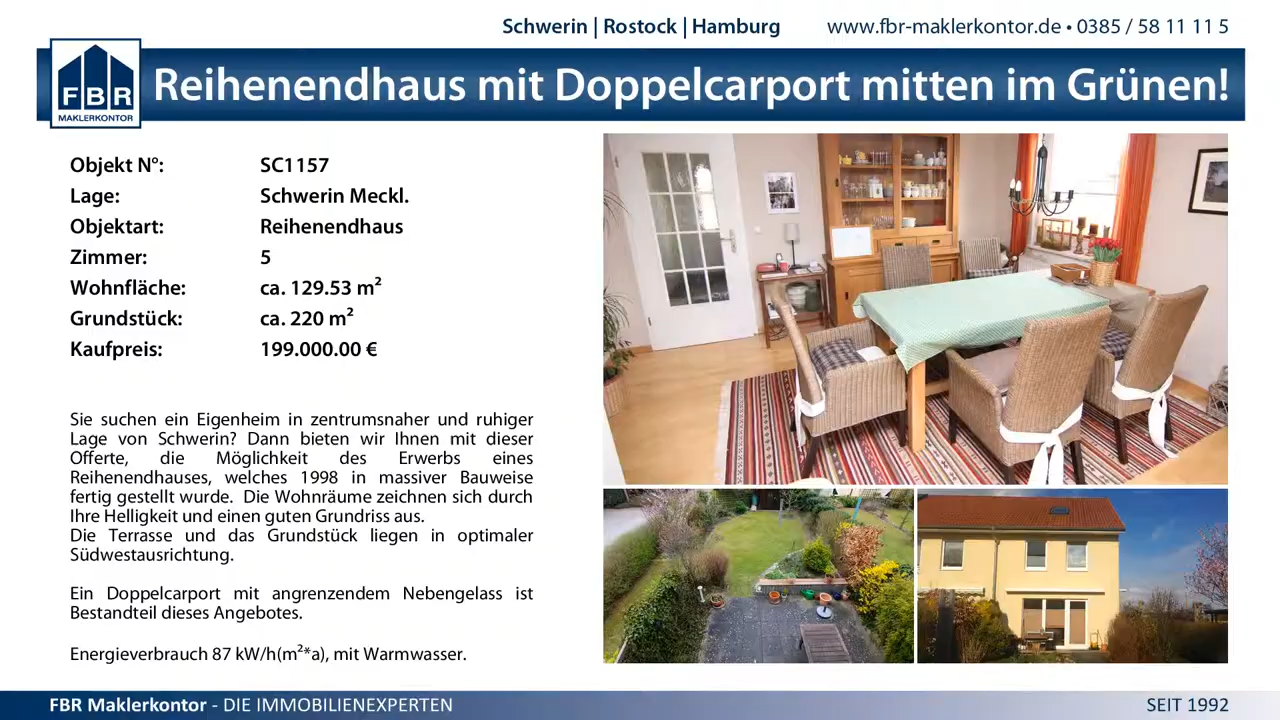 Schwerin | Rostock | Hamburg www.fbr-maklerkontor.de • 0385 / 58 11 11 5
FBR
MAKLERKONTOR
Reihenendhaus mit Doppelcarport mitten im Grünen!
Objekt N°: SC1157
Lage: Schwerin Meckl.
Objektart: Reihenendhaus
Zimmer: 5
Wohnfläche: ca. 129.53 m²
Grundstück: ca. 220 m²
Kaufpreis: 199.000.00 €
Sie suchen ein Eigenheim in zentrumsnaher und ruhiger
Lage von Schwerin? Dann bieten wir Ihnen mit dieser
Offerte, die Möglichkeit des Erwerbs eines
Reihenendhauses, welches 1998 in massiver Bauweise
fertig gestellt wurde. Die Wohnräume zeichnen sich durch
Ihre Helligkeit und einen guten Grundriss aus.
Die Terrasse und das Grundstück liegen in optimaler
Südwestausrichtung.
Ein Doppelcarport mit angrenzendem Nebengelass ist
Bestandteil dieses Angebotes.
Energieverbrauch 87 kW/h(m²*a), mit Warmwasser.
FBR Maklerkontor - DIE IMMOBILIENEXPERTEN SEIT 1992